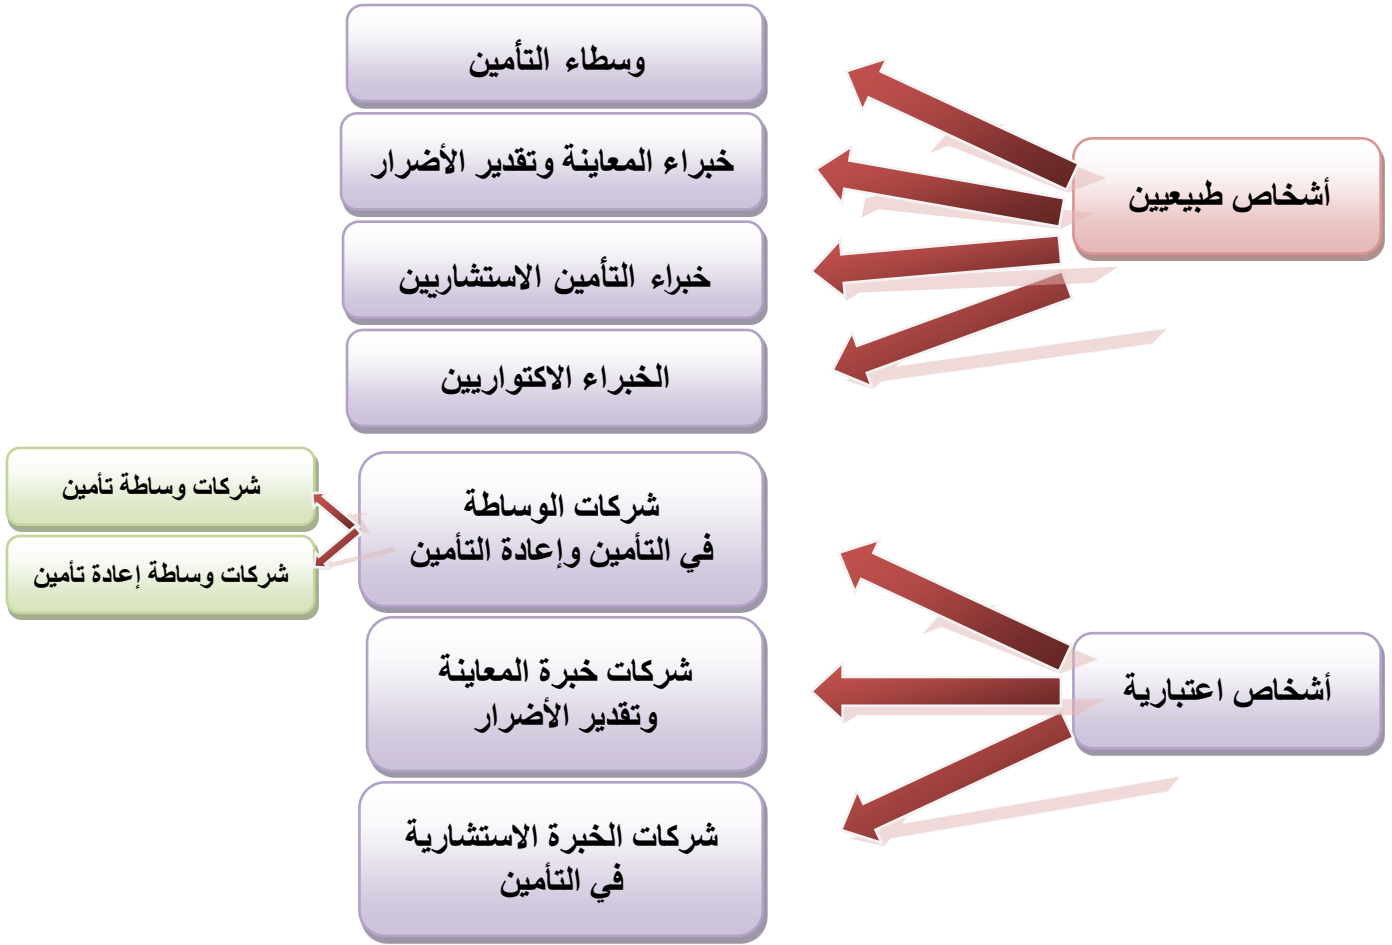 أشخاص طبيعيين
وسطاء التأمين
خبراء المعاينة وتقدير الأضرار
خبراء التأمين الاستشاريين
الخبراء الاكتواريين
أشخاص اعتبارية
شركات الوساطة
في التأمين وإعادة التأمين
شركات وساطة تأمين
شركات وساطة إعادة تأمين
شركات خبرة المعاينة
وتقدير الأضرار
شركات الخبرة الاستشارية
في التأمين